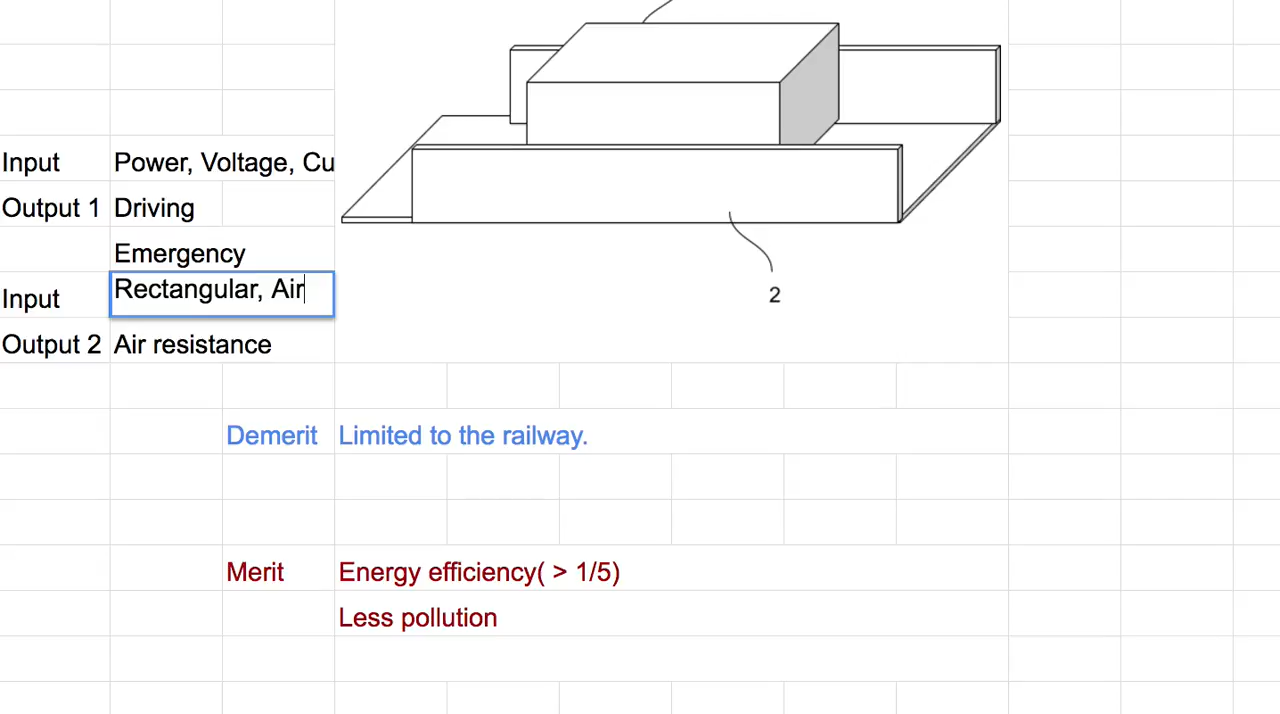 Input Power, Voltage, Cu
Output 1 Driving
Emergency
Input Rectangular, Air
2
Output 2 Air resistance
Demerit Limited to the railway.
Merit Energy efficiency( > 1/5)
Less pollution